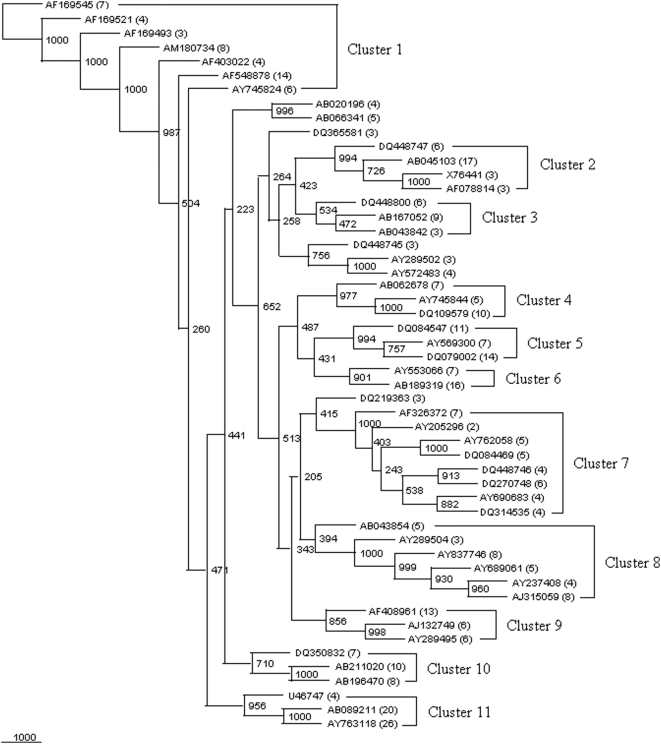 AF169545 (7)
AF169521 (4)
1000
AF169493 (3)
1000
AM180734 (8)
Cluster 1
1000
AF403022 (4)
AF548878 (14)
AY745824 (6)
987
AB020196 (4)
996
AB066341 (5)
DQ365581 (3)
DQ448747 (6)
994
AB045103 (17)
Cluster 2
726
X76441 (3)
264
1000
AF078814 (3)
423
504
DQ448800 (6)
223
534
AB167052 (9)
Cluster 3
258
472
AB043842 (3)
DQ448745 (3)
756
AY289502 (3)
1000
AY572483 (4)
AB062678 (7)
977
AY745844 (5)
Cluster 4
652
1000
DQ109579 (10)
487
DQ084547 (11)
260
994
AY569300 (7)
Cluster 5
757
DQ079002 (14)
431
AY553066 (7)
901
Cluster 6
AB189319 (16)
DQ219363 (3)
415
AF326372 (7)
1000
AY205296 (2)
441
513
403
AY762058 (5)
1000
DQ084469 (5)
Cluster 7
243
DQ448746 (4)
205
913
DQ270748 (6)
538
AY690683 (4)
882
DQ314535 (4)
AB043854 (5)
394
AY289504 (3)
343
1000
AY837746 (8)
Cluster 8
471
999
AY689061 (5)
930
AY237408 (4)
960
AJ315059 (8)
AF408961 (13)
856
AJ132749 (6)
Cluster 9
998
AY289495 (6)
DQ350832 (7)
710
AB211020 (10)
Cluster 10
1000
AB196470 (8)
U46747 (4)
956
AB089211 (20)
Cluster 11
1000
AY763118 (26)
1000